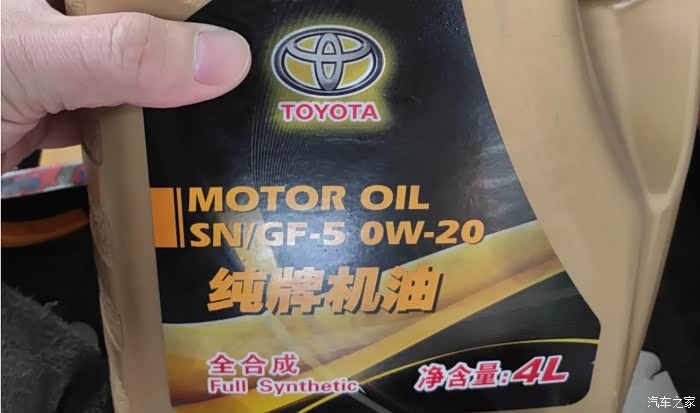 TOYOTA
MOTOR OIL
SN/GF-5 0W-20
纯牌机油
全合成
Full Synthetic
净含量:4L
汽车之家